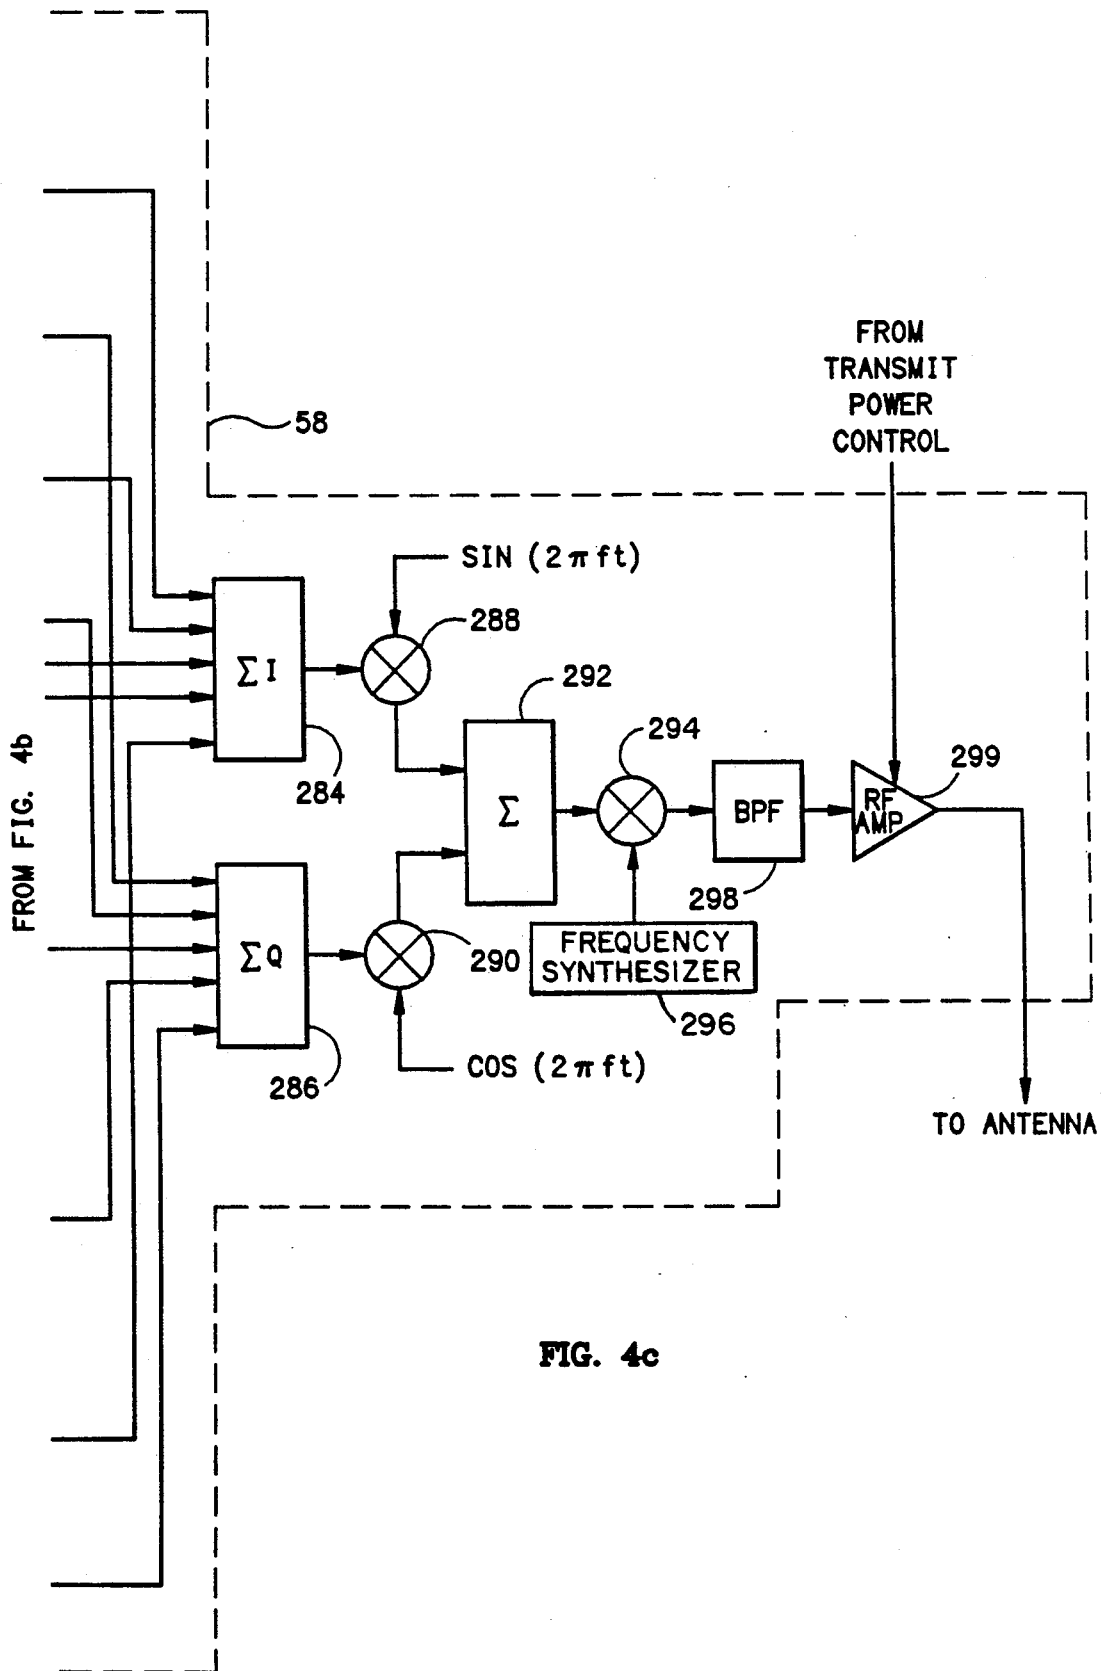 FROM
TRANSMIT
POWER
CONTROL
58
SIN (2πft)
288
ΣI
292
284
294
299
Σ
BPF
RF
AMP
FROM FIG. 4b
298
ΣQ
290
FREQUENCY
SYNTHESIZER
296
286
COS (2πft)
TO ANTENNA
FIG. 4c